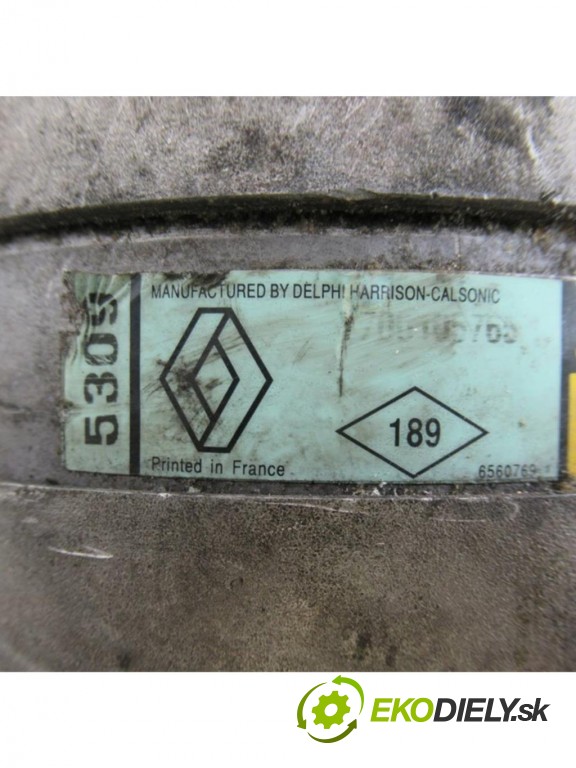 MANUFACTURED BY DELPHI HARRISON-CALSONIC
5309
189
Printed in France
6560769
EKODIELY.sk